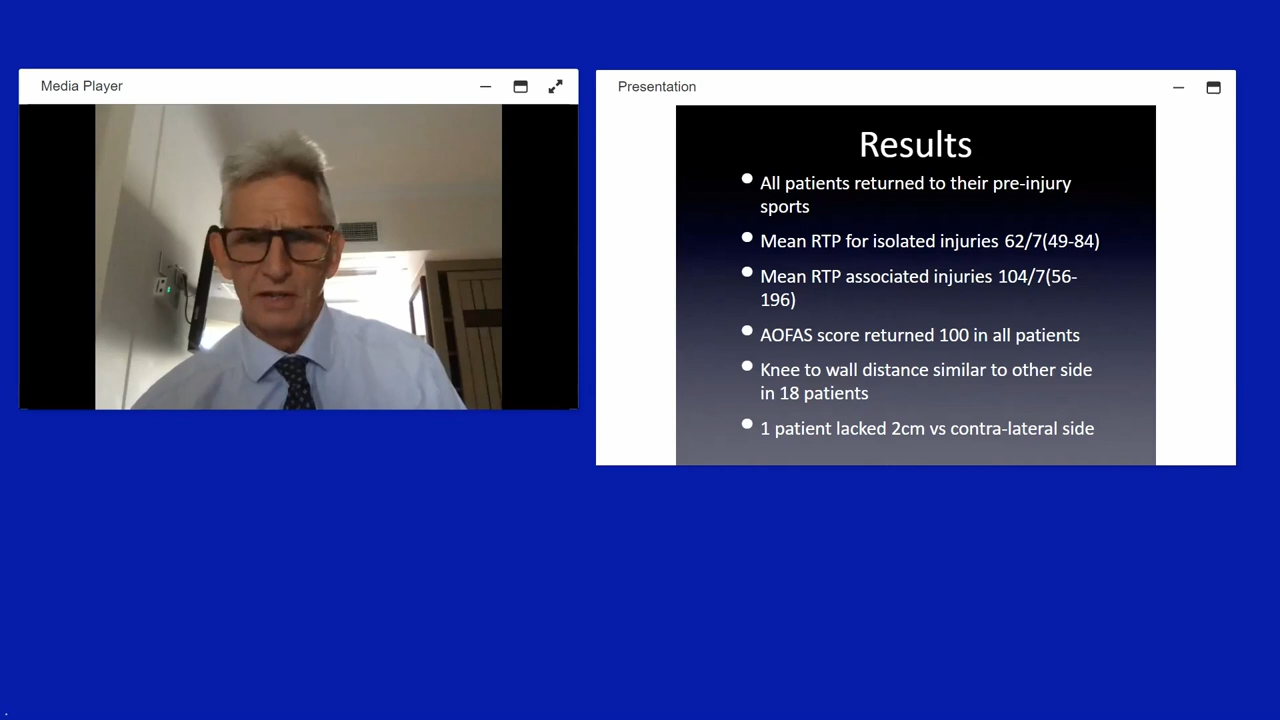 Media Player
Presentation
Results
All patients returned to their pre-injury
sports
Mean RTP for isolated injuries 62/7(49-84)
Mean RTP associated injuries 104/7(56-
196)
AOFAS score returned 100 in all patients
Knee to wall distance similar to other side
in 18 patients
1 patient lacked 2cm vs contra-lateral side